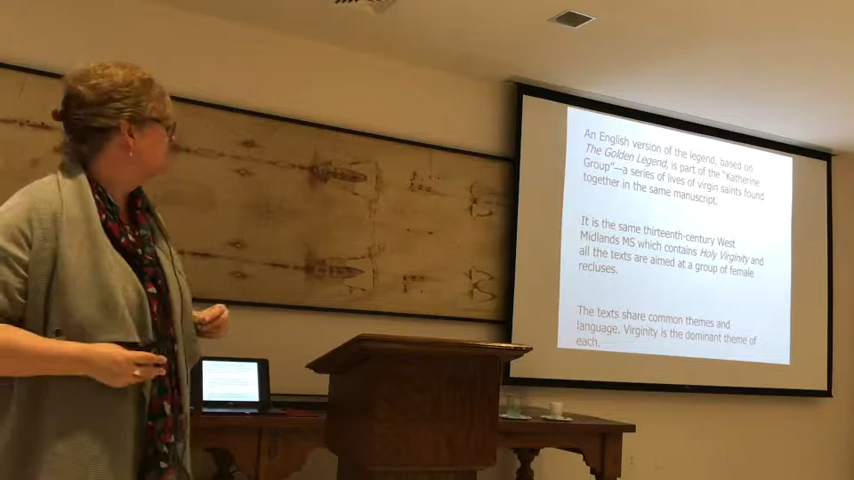 An English version of the legend, based on
The Golden Legend, is part of the "Katherine
Group"—a series of lives of virgin saints found
together in the same manuscript.
It is the same thirteenth-century West
Midlands MS which contains Holy Virginity and
all the texts are aimed at a group of female
recluses.
The texts share common themes and
language. Virginity is the dominant theme of
each.